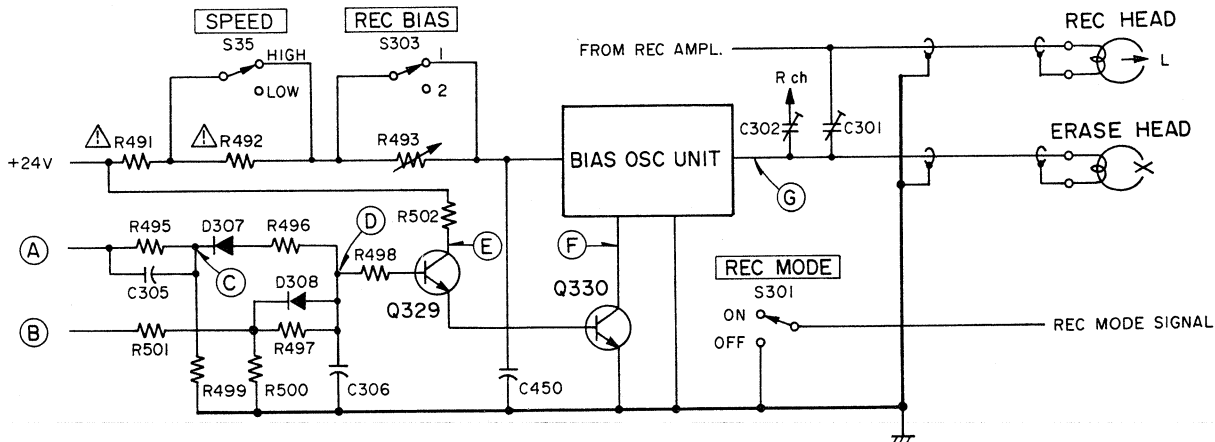 SPEED
S35
HIGH
LOW
REC BIAS
S303
1
2
FROM REC AMPL.
REC HEAD
L
R ch
C302
C301
ERASE HEAD
R491
R492
R493
+24V
BIAS OSC UNIT
G
R502
R495
D307
R496
D
E
F
A
C
R498
C305
D308
Q329
Q330
REC MODE
S301
ON
OFF
REC MODE SIGNAL
B
R501
R497
R499
R500
C306
C450